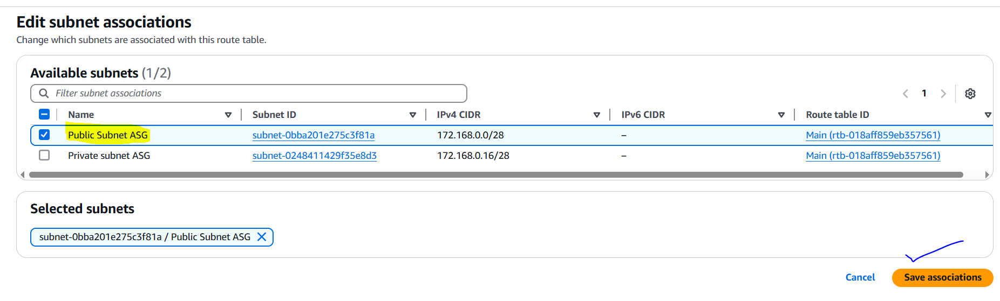 Edit subnet associations
Change which subnets are associated with this route table.
Available subnets (1/2)
Filter subnet associations
1
Name Subnet ID IPv4 CIDR IPv6 CIDR Route table ID
Public Subnet ASG subnet-0bba201e275c3f81a 172.168.0.0/28 – Main (rtb-018aff859eb357561)
Private subnet ASG subnet-0248411429f35e8d3 172.168.0.16/28 – Main (rtb-018aff859eb357561)
Selected subnets
subnet-0bba201e275c3f81a / Public Subnet ASG
Cancel Save associations